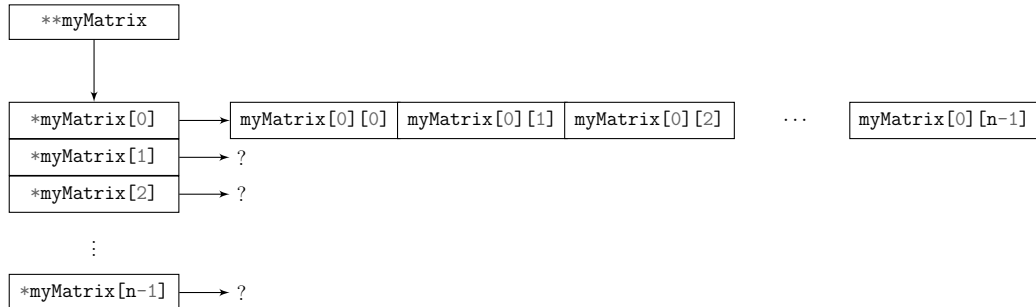 **myMatrix
*myMatrix[0] myMatrix[0][0] myMatrix[0][1] myMatrix[0][2] ··· myMatrix[0][n-1]
*myMatrix[1] ?
*myMatrix[2] ?
⋮
*myMatrix[n-1] ?